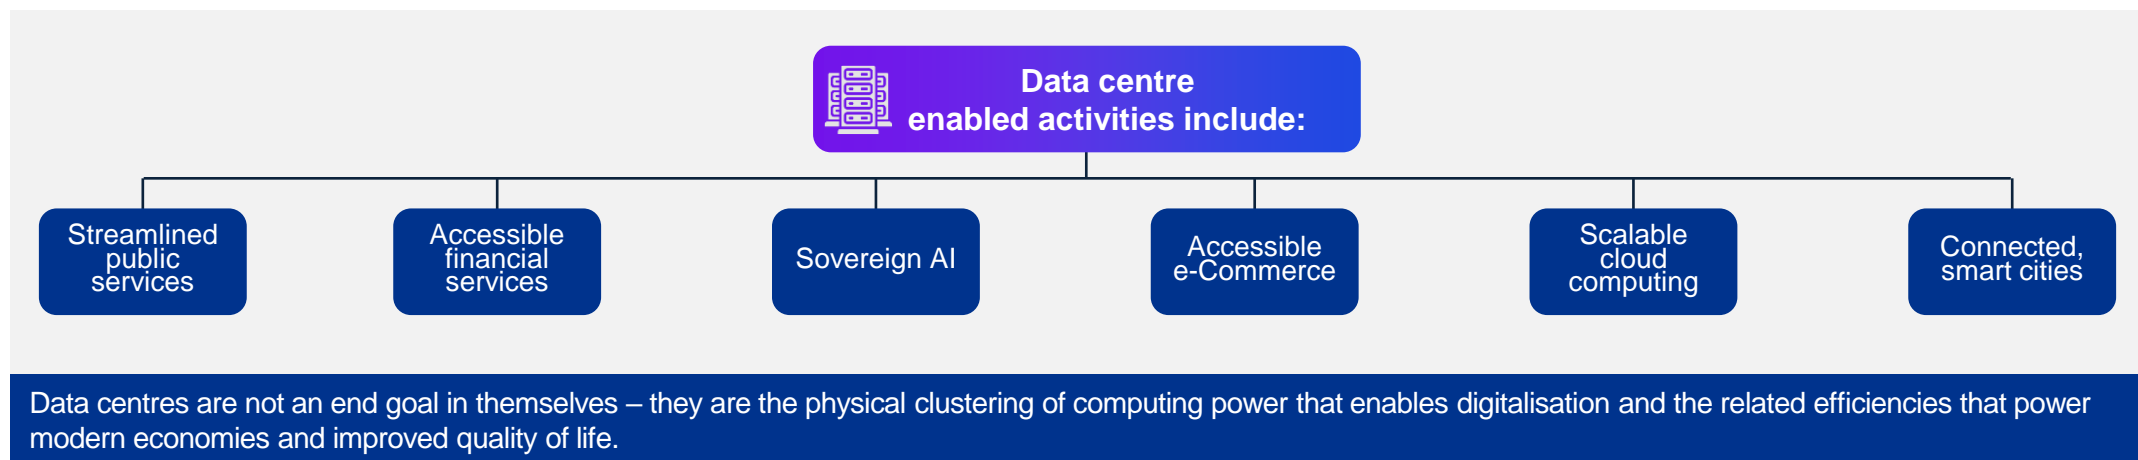 Data centre
enabled activities include:
Streamlined
public
services
Accessible
financial
services
Sovereign AI
Accessible
e-Commerce
Scalable
cloud
computing
Connected,
smart cities
Data centres are not an end goal in themselves – they are the physical clustering of computing power that enables digitalisation and the related efficiencies that power
modern economies and improved quality of life.